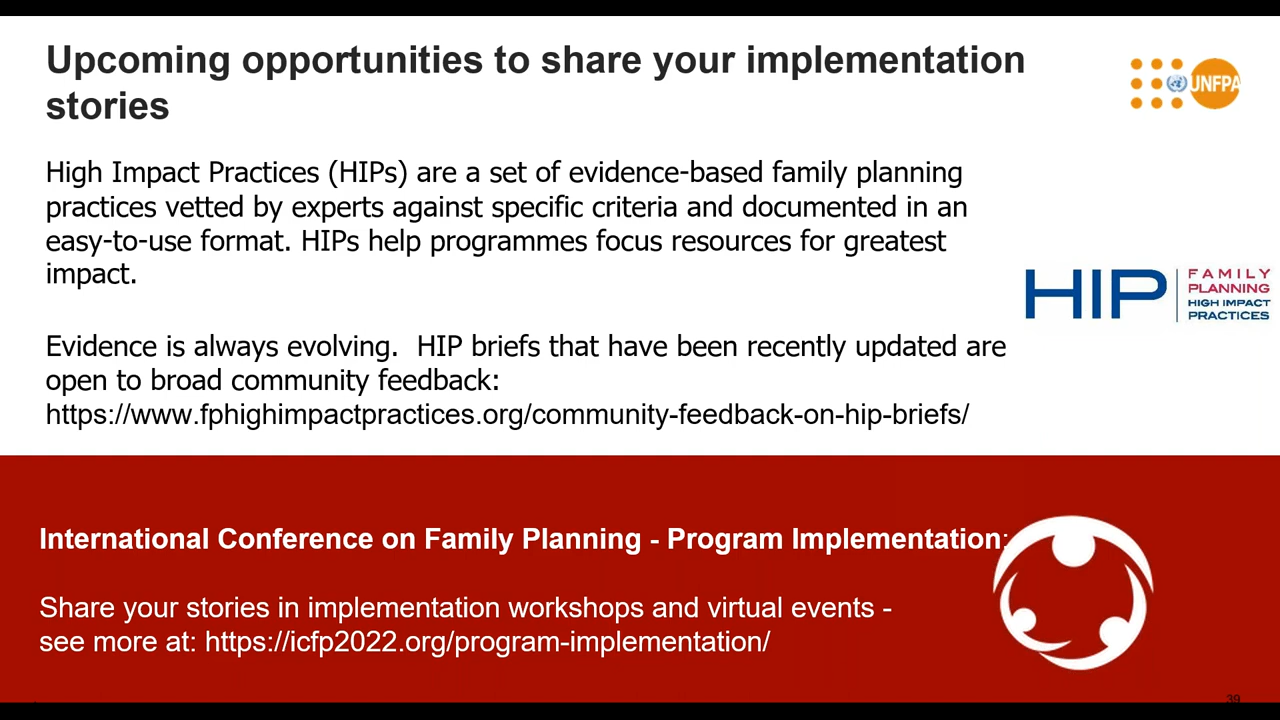 Upcoming opportunities to share your implementation
stories
UNFPA
High Impact Practices (HIPs) are a set of evidence-based family planning
practices vetted by experts against specific criteria and documented in an
easy-to-use format. HIPs help programmes focus resources for greatest
impact.
HIP
FAMILY
PLANNING
HIGH IMPACT
PRACTICES
Evidence is always evolving.  HIP briefs that have been recently updated are
open to broad community feedback:
https://www.fphighimpactpractices.org/community-feedback-on-hip-briefs/
International Conference on Family Planning - Program Implementation:
Share your stories in implementation workshops and virtual events -
see more at: https://icfp2022.org/program-implementation/
39